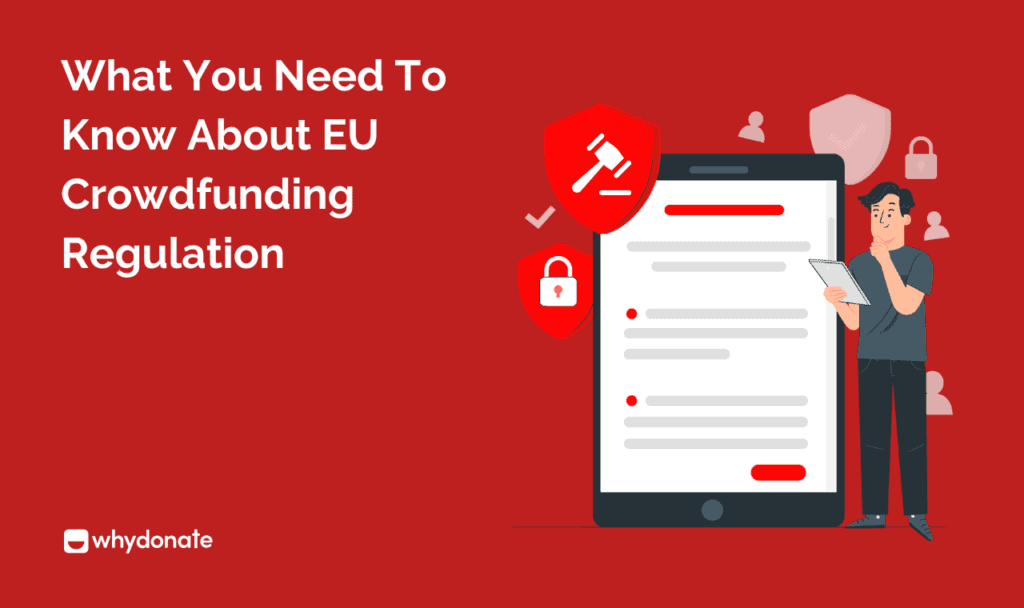 What You Need To
Know About EU
Crowdfunding
Regulation
whydonate